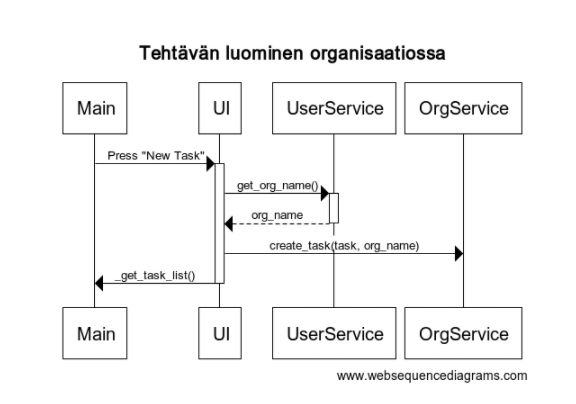 Tehtävän luominen organisaatiossa
Main
UI
UserService
OrgService
Press "New Task"
get_org_name()
org_name
create_task(task, org_name)
_get_task_list()
Main
UI
UserService
OrgService
www.websequencediagrams.com